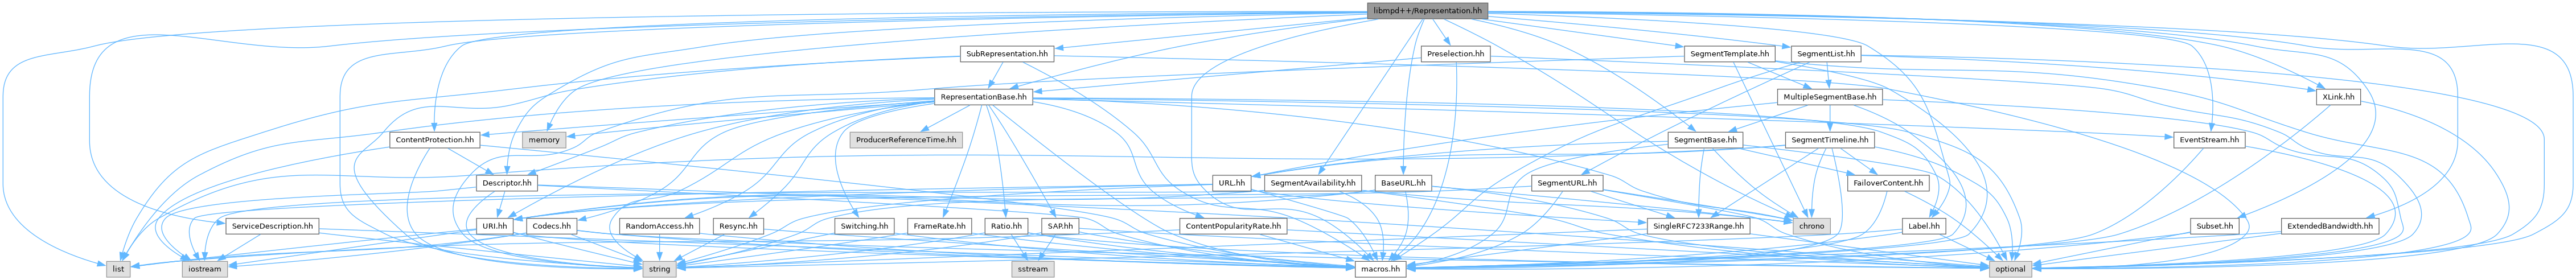 libmpd++/Representation.hh
SubRepresentation.hh
Preselection.hh
SegmentTemplate.hh
SegmentList.hh
RepresentationBase.hh
MultipleSegmentBase.hh
XLink.hh
ContentProtection.hh
memory
ProducerReferenceTime.hh
SegmentBase.hh
SegmentTimeline.hh
EventStream.hh
Descriptor.hh
URL.hh
SegmentAvailability.hh
BaseURL.hh
SegmentURL.hh
FailoverContent.hh
ServiceDescription.hh
URI.hh
Codecs.hh
RandomAccess.hh
Resync.hh
Switching.hh
FrameRate.hh
Ratio.hh
SAP.hh
ContentPopularityRate.hh
SingleRFC7233Range.hh
chrono
Label.hh
Subset.hh
ExtendedBandwidth.hh
list
iostream
string
sstream
macros.hh
optional